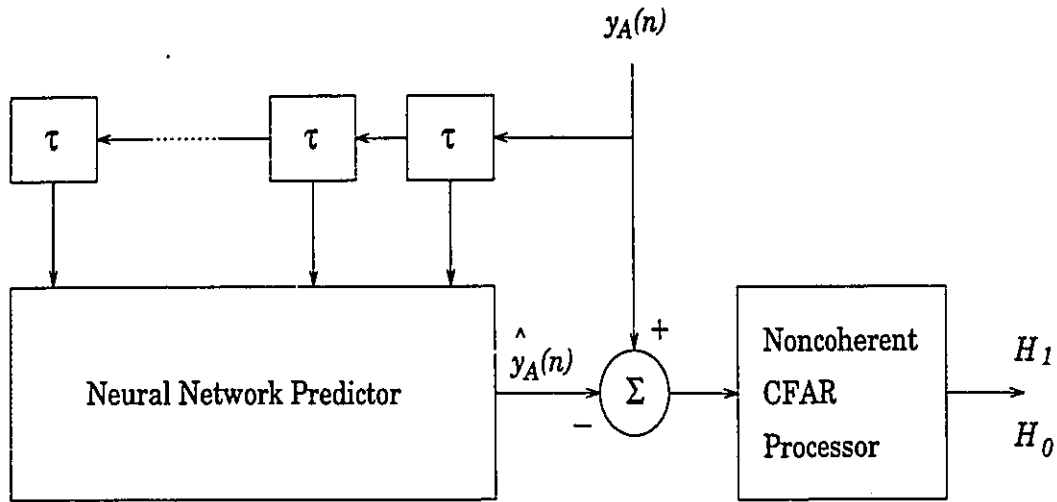 y_A(n)
τ τ τ
Neural Network Predictor
ŷ_A(n)
+
−
Σ
Noncoherent
CFAR
Processor
H_1
H_0